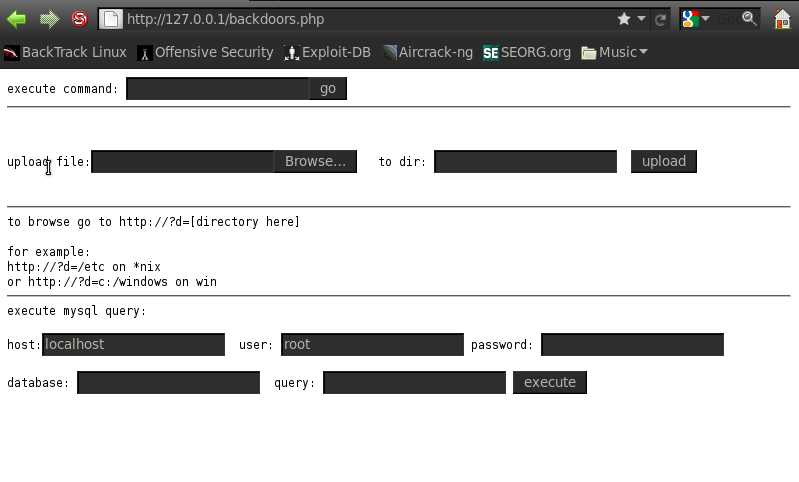 http://127.0.0.1/backdoors.php
BackTrack Linux Offensive Security Exploit-DB Aircrack-ng SE SEORG.org Music
execute command: go
upload file: Browse... to dir: upload
to browse go to http://?d=[directory here]
for example:
http://?d=/etc on *nix
or http://?d=c:/windows on win
execute mysql query:
host: localhost user: root password:
database: query: execute